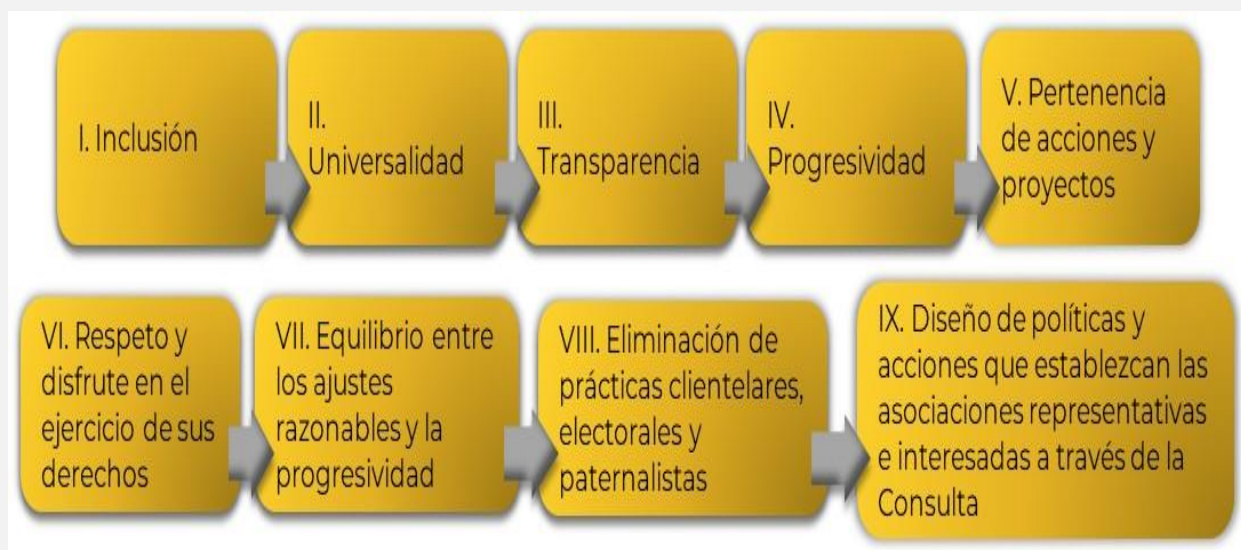 I. Inclusión
II.
Universalidad
III.
Transparencia
IV.
Progresividad
V. Pertenencia
de acciones y
proyectos
VI. Respeto y
disfrute en el
ejercicio de sus
derechos
VII. Equilibrio entre
los ajustes
razonables y la
progresividad
VIII. Eliminación de
prácticas clientelares,
electorales y
paternalistas
IX. Diseño de políticas y
acciones que establezcan las
asociaciones representativas
e interesadas a través de la
Consulta